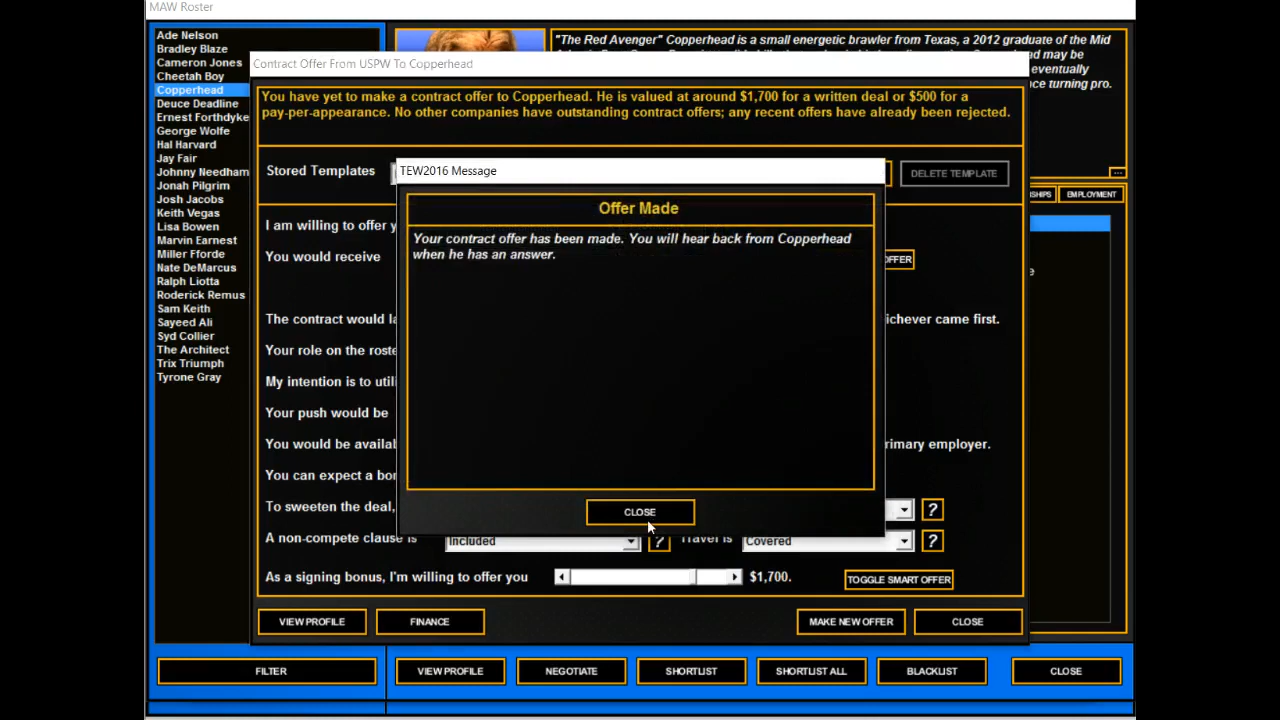 MAW Roster
Ade Nelson
Bradley Blaze
Cameron Jones
Cheetah Boy
Copperhead
Deuce Deadline
Ernest Forthdyke
George Wolfe
Hal Harvard
Jay Fair
Johnny Needham
Jonah Pilgrim
Josh Jacobs
Keith Vegas
Lisa Bowen
Marvin Earnest
Miller Fforde
Nate DeMarcus
Ralph Liotta
Roderick Remus
Sam Keith
Sayeed Ali
Syd Collier
The Architect
Trix Triumph
Tyrone Gray
"The Red Avenger" Copperhead is a small energetic brawler from Texas, a 2012 graduate of the Mid
ead may be
eventually
nce turning pro.
...
SHIPS
EMPLOYMENT
Contract Offer From USPW To Copperhead
You have yet to make a contract offer to Copperhead. He is valued at around $1,700 for a written deal or $500 for a
pay-per-appearance. No other companies have outstanding contract offers; any recent offers have already been rejected.
Stored Templates
DELETE TEMPLATE
I am willing to offer y
You would receive
OFFER
The contract would la
ichever came first.
Your role on the roste
My intention is to utili
Your push would be
You would be availab
rimary employer.
You can expect a bor
To sweeten the deal,
?
A non-compete clause is
Included
?
Travel is
Covered
?
As a signing bonus, I'm willing to offer you
$1,700.
TOGGLE SMART OFFER
VIEW PROFILE
FINANCE
MAKE NEW OFFER
CLOSE
TEW2016 Message
Offer Made
Your contract offer has been made. You will hear back from Copperhead
when he has an answer.
CLOSE
FILTER
VIEW PROFILE
NEGOTIATE
SHORTLIST
SHORTLIST ALL
BLACKLIST
CLOSE